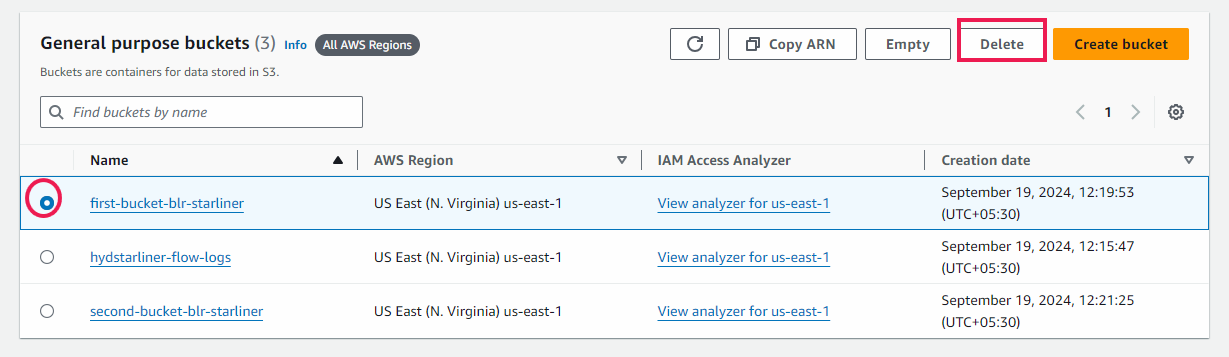 General purpose buckets (3) Info All AWS Regions
Copy ARN Empty Delete Create bucket
Buckets are containers for data stored in S3.
Find buckets by name
1
Name AWS Region IAM Access Analyzer Creation date
first-bucket-blr-starliner US East (N. Virginia) us-east-1 View analyzer for us-east-1 September 19, 2024, 12:19:53
(UTC+05:30)
hydstarliner-flow-logs US East (N. Virginia) us-east-1 View analyzer for us-east-1 September 19, 2024, 12:15:47
(UTC+05:30)
second-bucket-blr-starliner US East (N. Virginia) us-east-1 View analyzer for us-east-1 September 19, 2024, 12:21:25
(UTC+05:30)